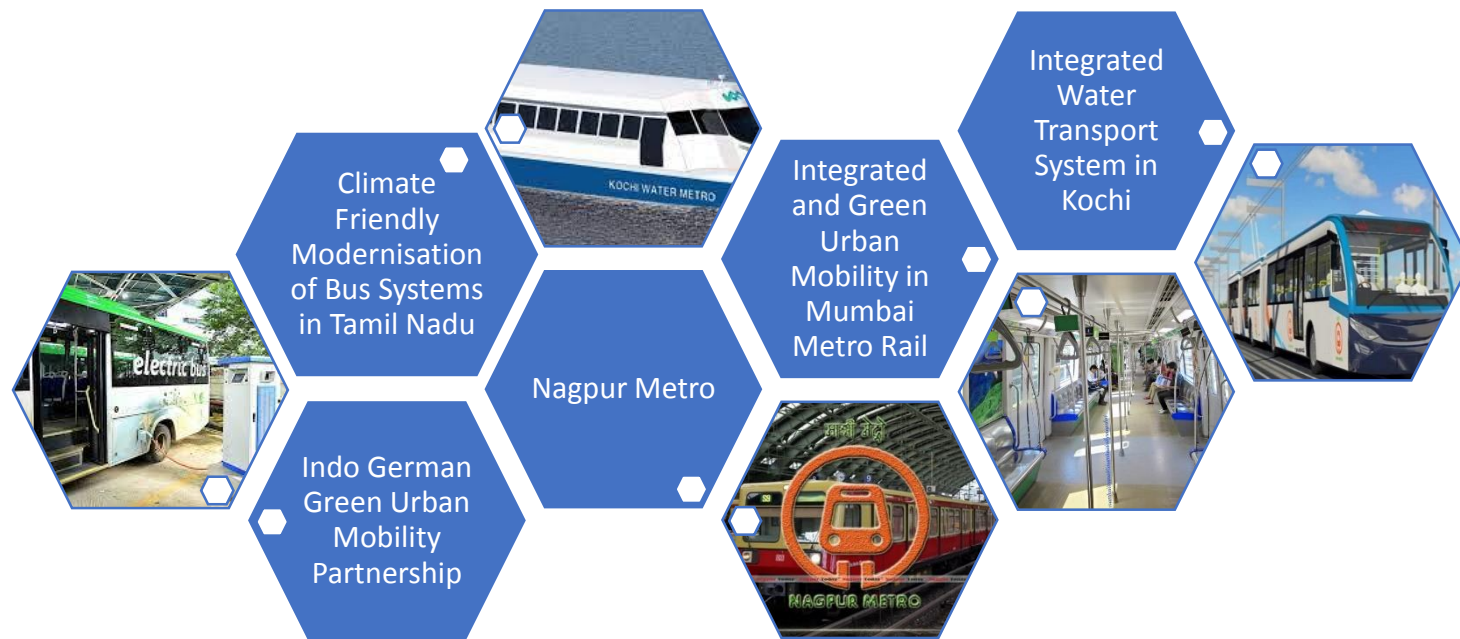 Climate
Friendly
Modernisation
of Bus Systems
in Tamil Nadu
KOCHI WATER METRO
Integrated
and Green
Urban
Mobility in
Mumbai
Metro Rail
Integrated
Water
Transport
System in
Kochi
electric bus
Nagpur Metro
Indo German
Green Urban
Mobility
Partnership
माझी मेट्रो
NAGPUR METRO